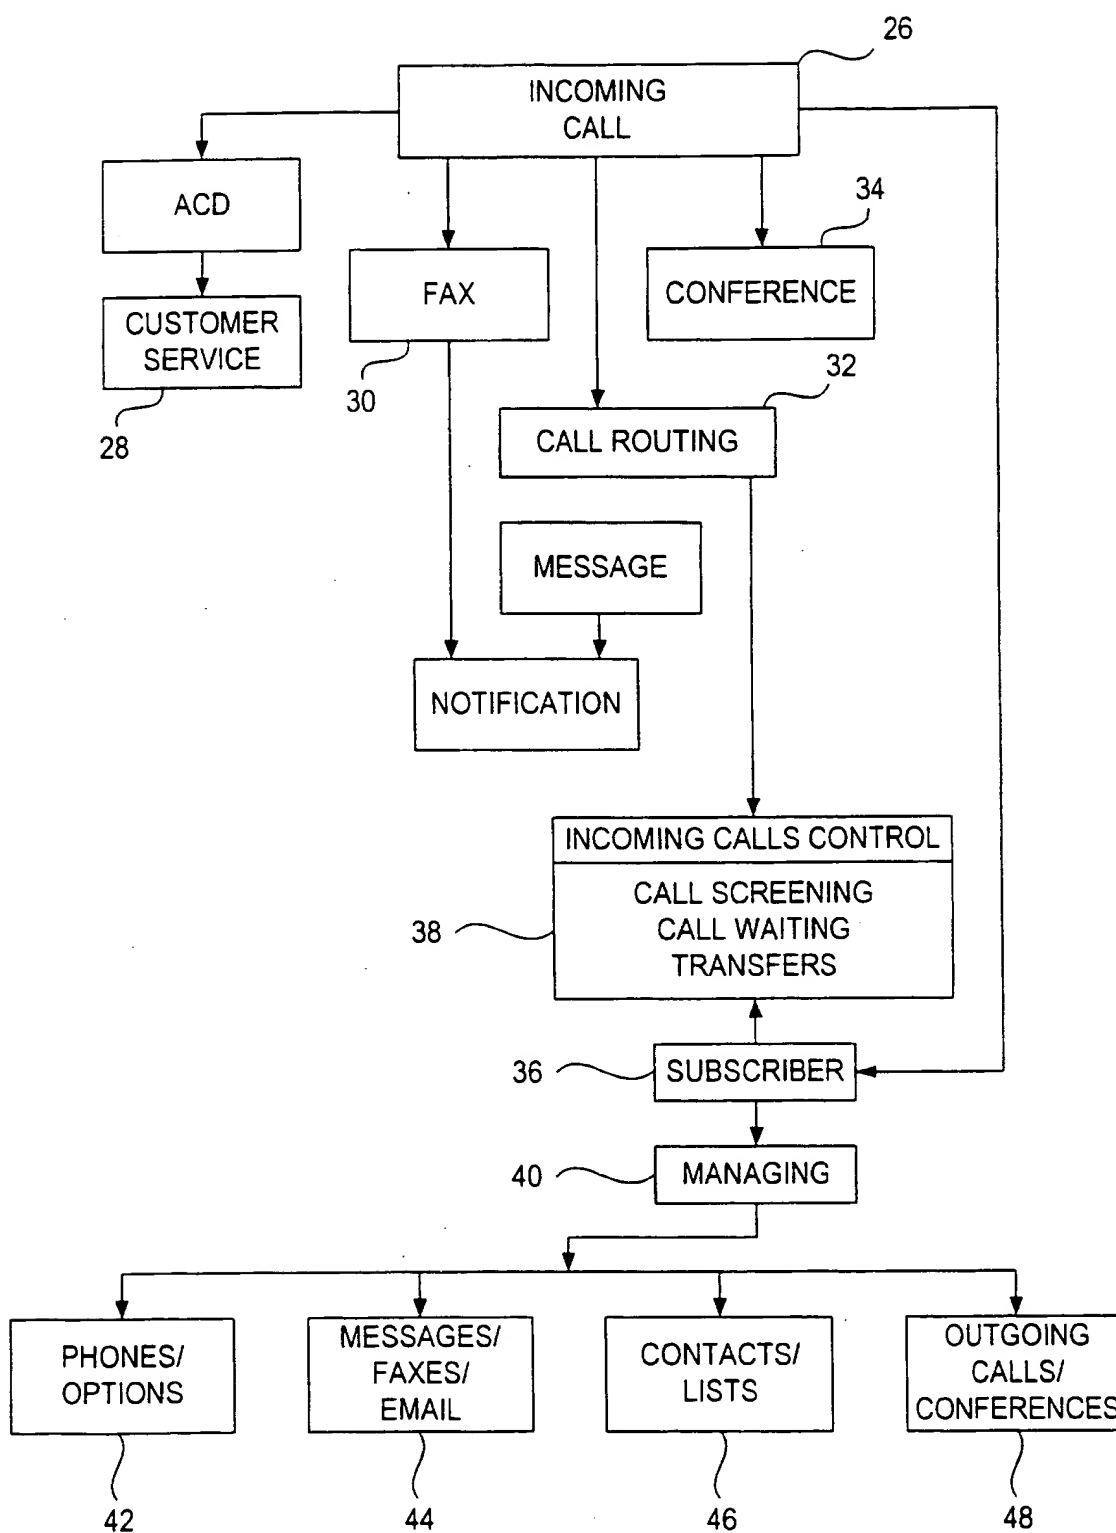 26
INCOMING
CALL
ACD
34
FAX
CONFERENCE
CUSTOMER
SERVICE
30
32
28
CALL ROUTING
MESSAGE
NOTIFICATION
INCOMING CALLS CONTROL
CALL SCREENING
38
CALL WAITING
TRANSFERS
36
SUBSCRIBER
40
MANAGING
PHONES/
OPTIONS
MESSAGES/
FAXES/
EMAIL
CONTACTS/
LISTS
OUTGOING
CALLS/
CONFERENCES
42
44
46
48